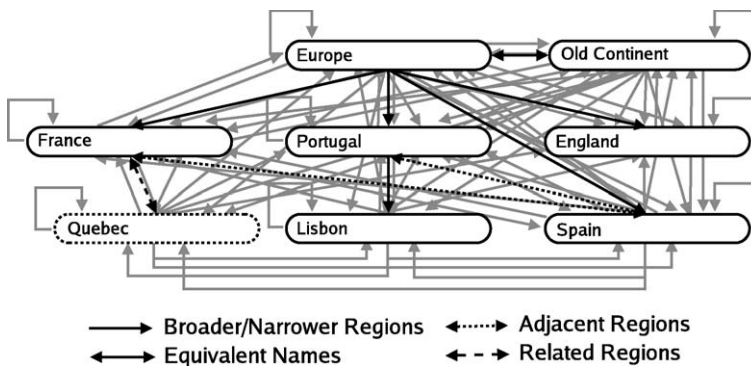 Europe
Old Continent
France
Portugal
England
Quebec
Lisbon
Spain
Broader/Narrower Regions
Adjacent Regions
Equivalent Names
Related Regions